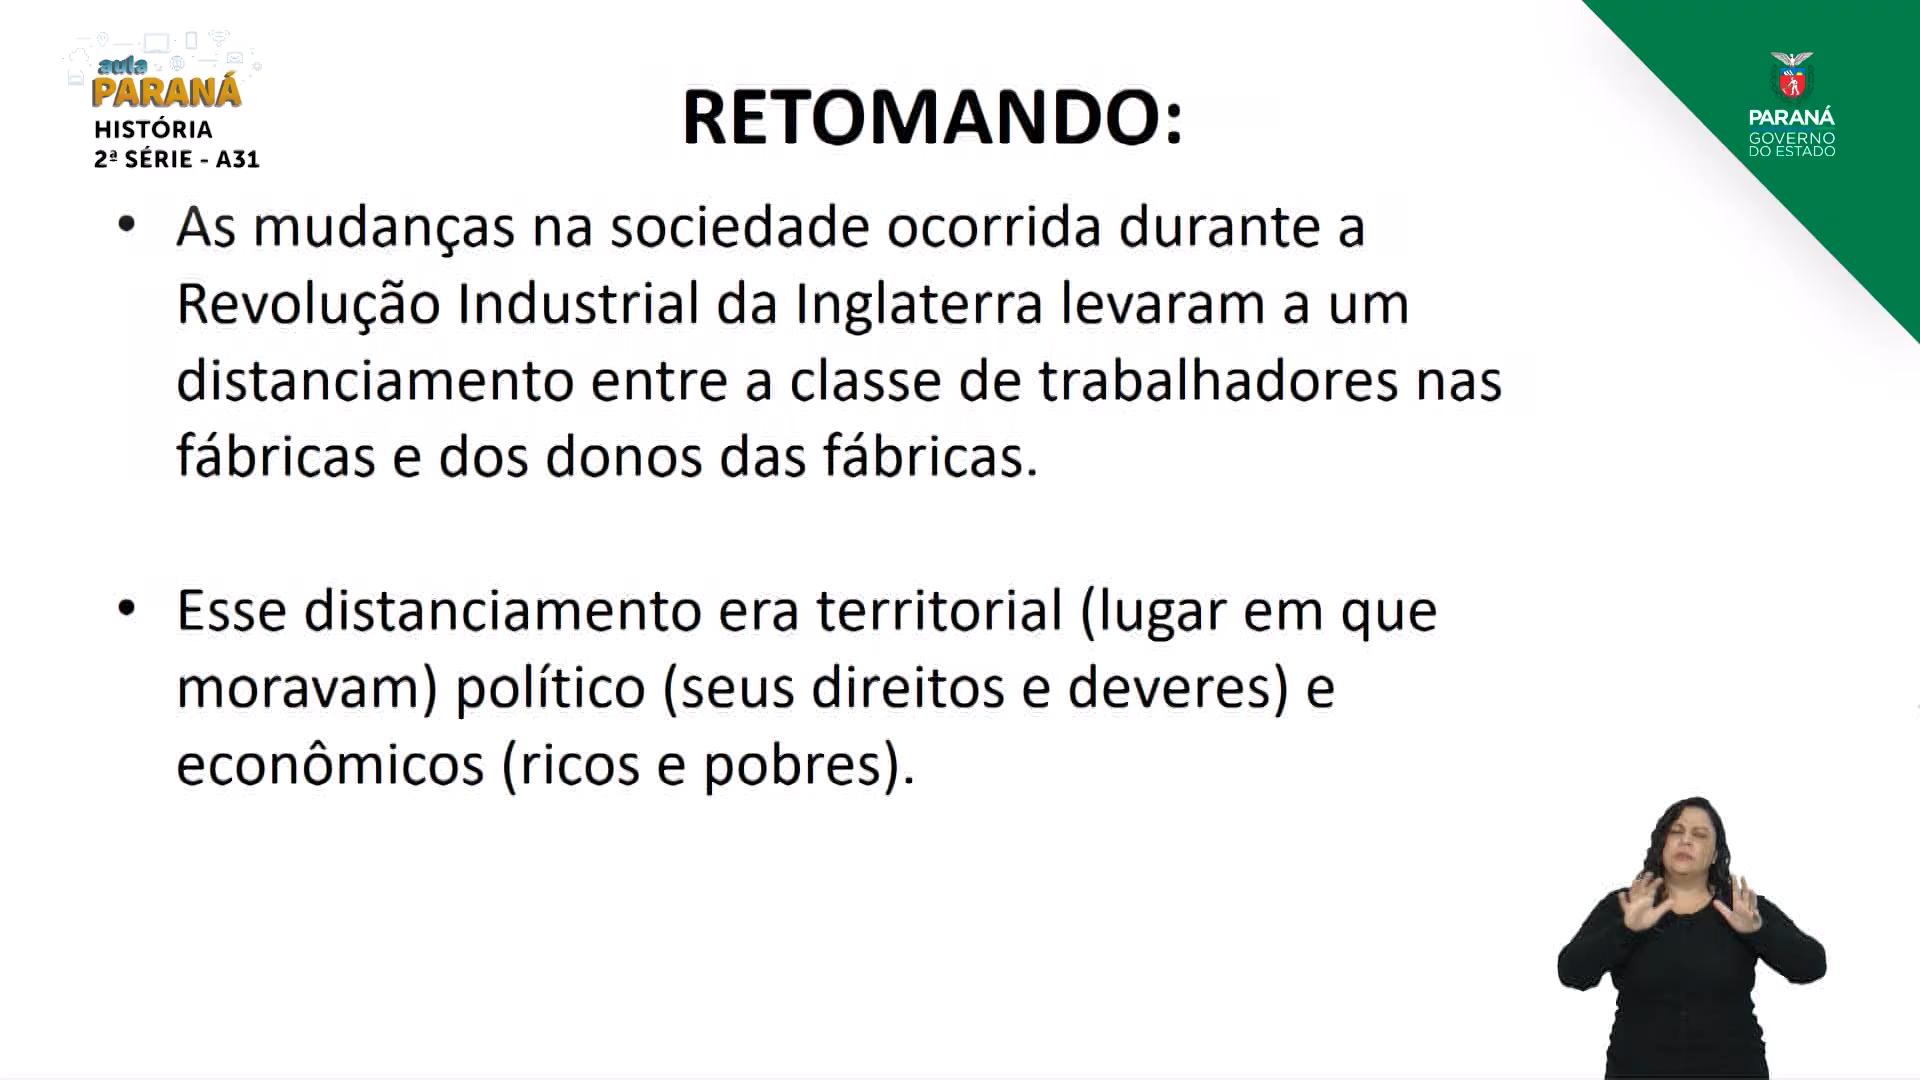 aula
PARANÁ
HISTÓRIA
2ª SÉRIE - A31
RETOMANDO:
PARANÁ
GOVERNO
DO ESTADO
• As mudanças na sociedade ocorrida durante a
Revolução Industrial da Inglaterra levaram a um
distanciamento entre a classe de trabalhadores nas
fábricas e dos donos das fábricas.
• Esse distanciamento era territorial (lugar em que
moravam) político (seus direitos e deveres) e
econômicos (ricos e pobres).